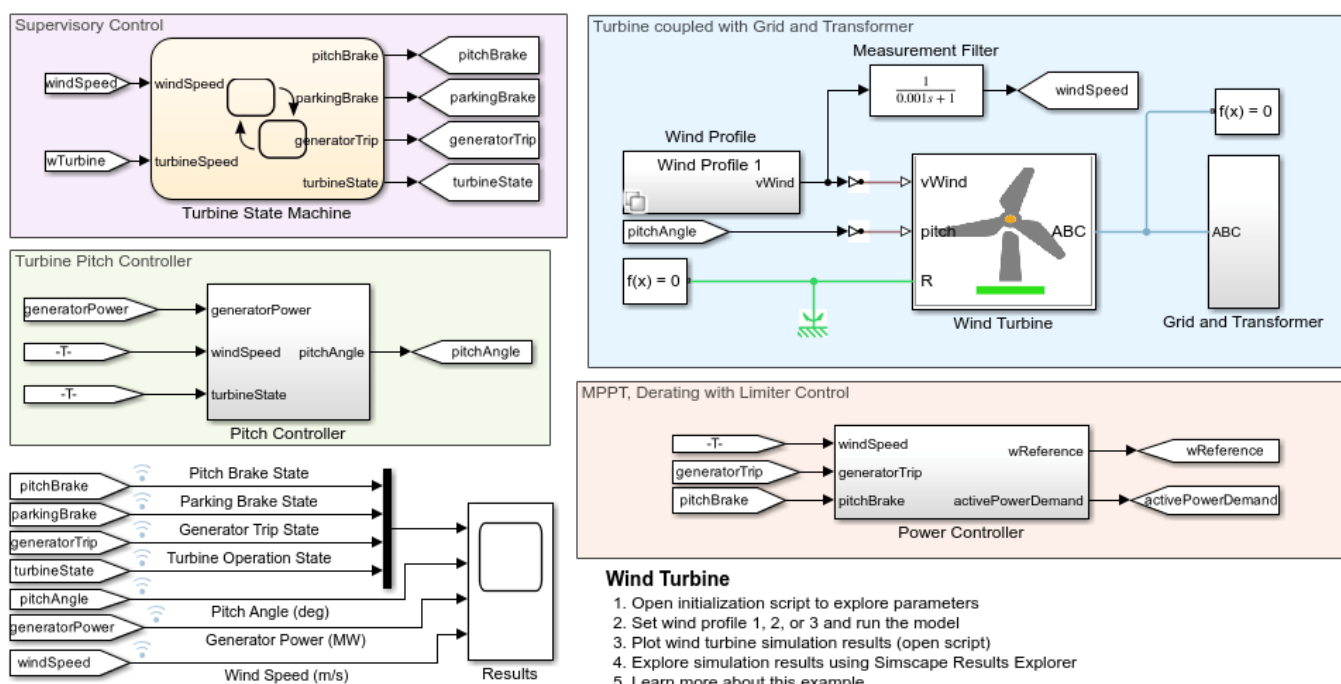 Supervisory Control
windSpeed
wTurbine
windSpeed
turbineSpeed
pitchBrake
parkingBrake
generatorTrip
turbineState
pitchBrake
parkingBrake
generatorTrip
turbineState
Turbine State Machine
Turbine Pitch Controller
generatorPower
-T-
-T-
generatorPower
windSpeed
turbineState
pitchAngle
pitchAngle
Pitch Controller
pitchBrake
parkingBrake
generatorTrip
turbineState
pitchAngle
generatorPower
windSpeed
Pitch Brake State
Parking Brake State
Generator Trip State
Turbine Operation State
Pitch Angle (deg)
Generator Power (MW)
Wind Speed (m/s)
Results
Turbine coupled with Grid and Transformer
Measurement Filter
1
0.001s + 1
windSpeed
f(x) = 0
Wind Profile
Wind Profile 1
vWind
pitchAngle
f(x) = 0
vWind
pitch
R
ABC
Wind Turbine
ABC
Grid and Transformer
MPPT, Derating with Limiter Control
-T-
generatorTrip
pitchBrake
windSpeed
generatorTrip
pitchBrake
wReference
activePowerDemand
wReference
activePowerDemand
Power Controller
Wind Turbine
1. Open initialization script to explore parameters
2. Set wind profile 1, 2, or 3 and run the model
3. Plot wind turbine simulation results (open script)
4. Explore simulation results using Simscape Results Explorer
5. Learn more about this example